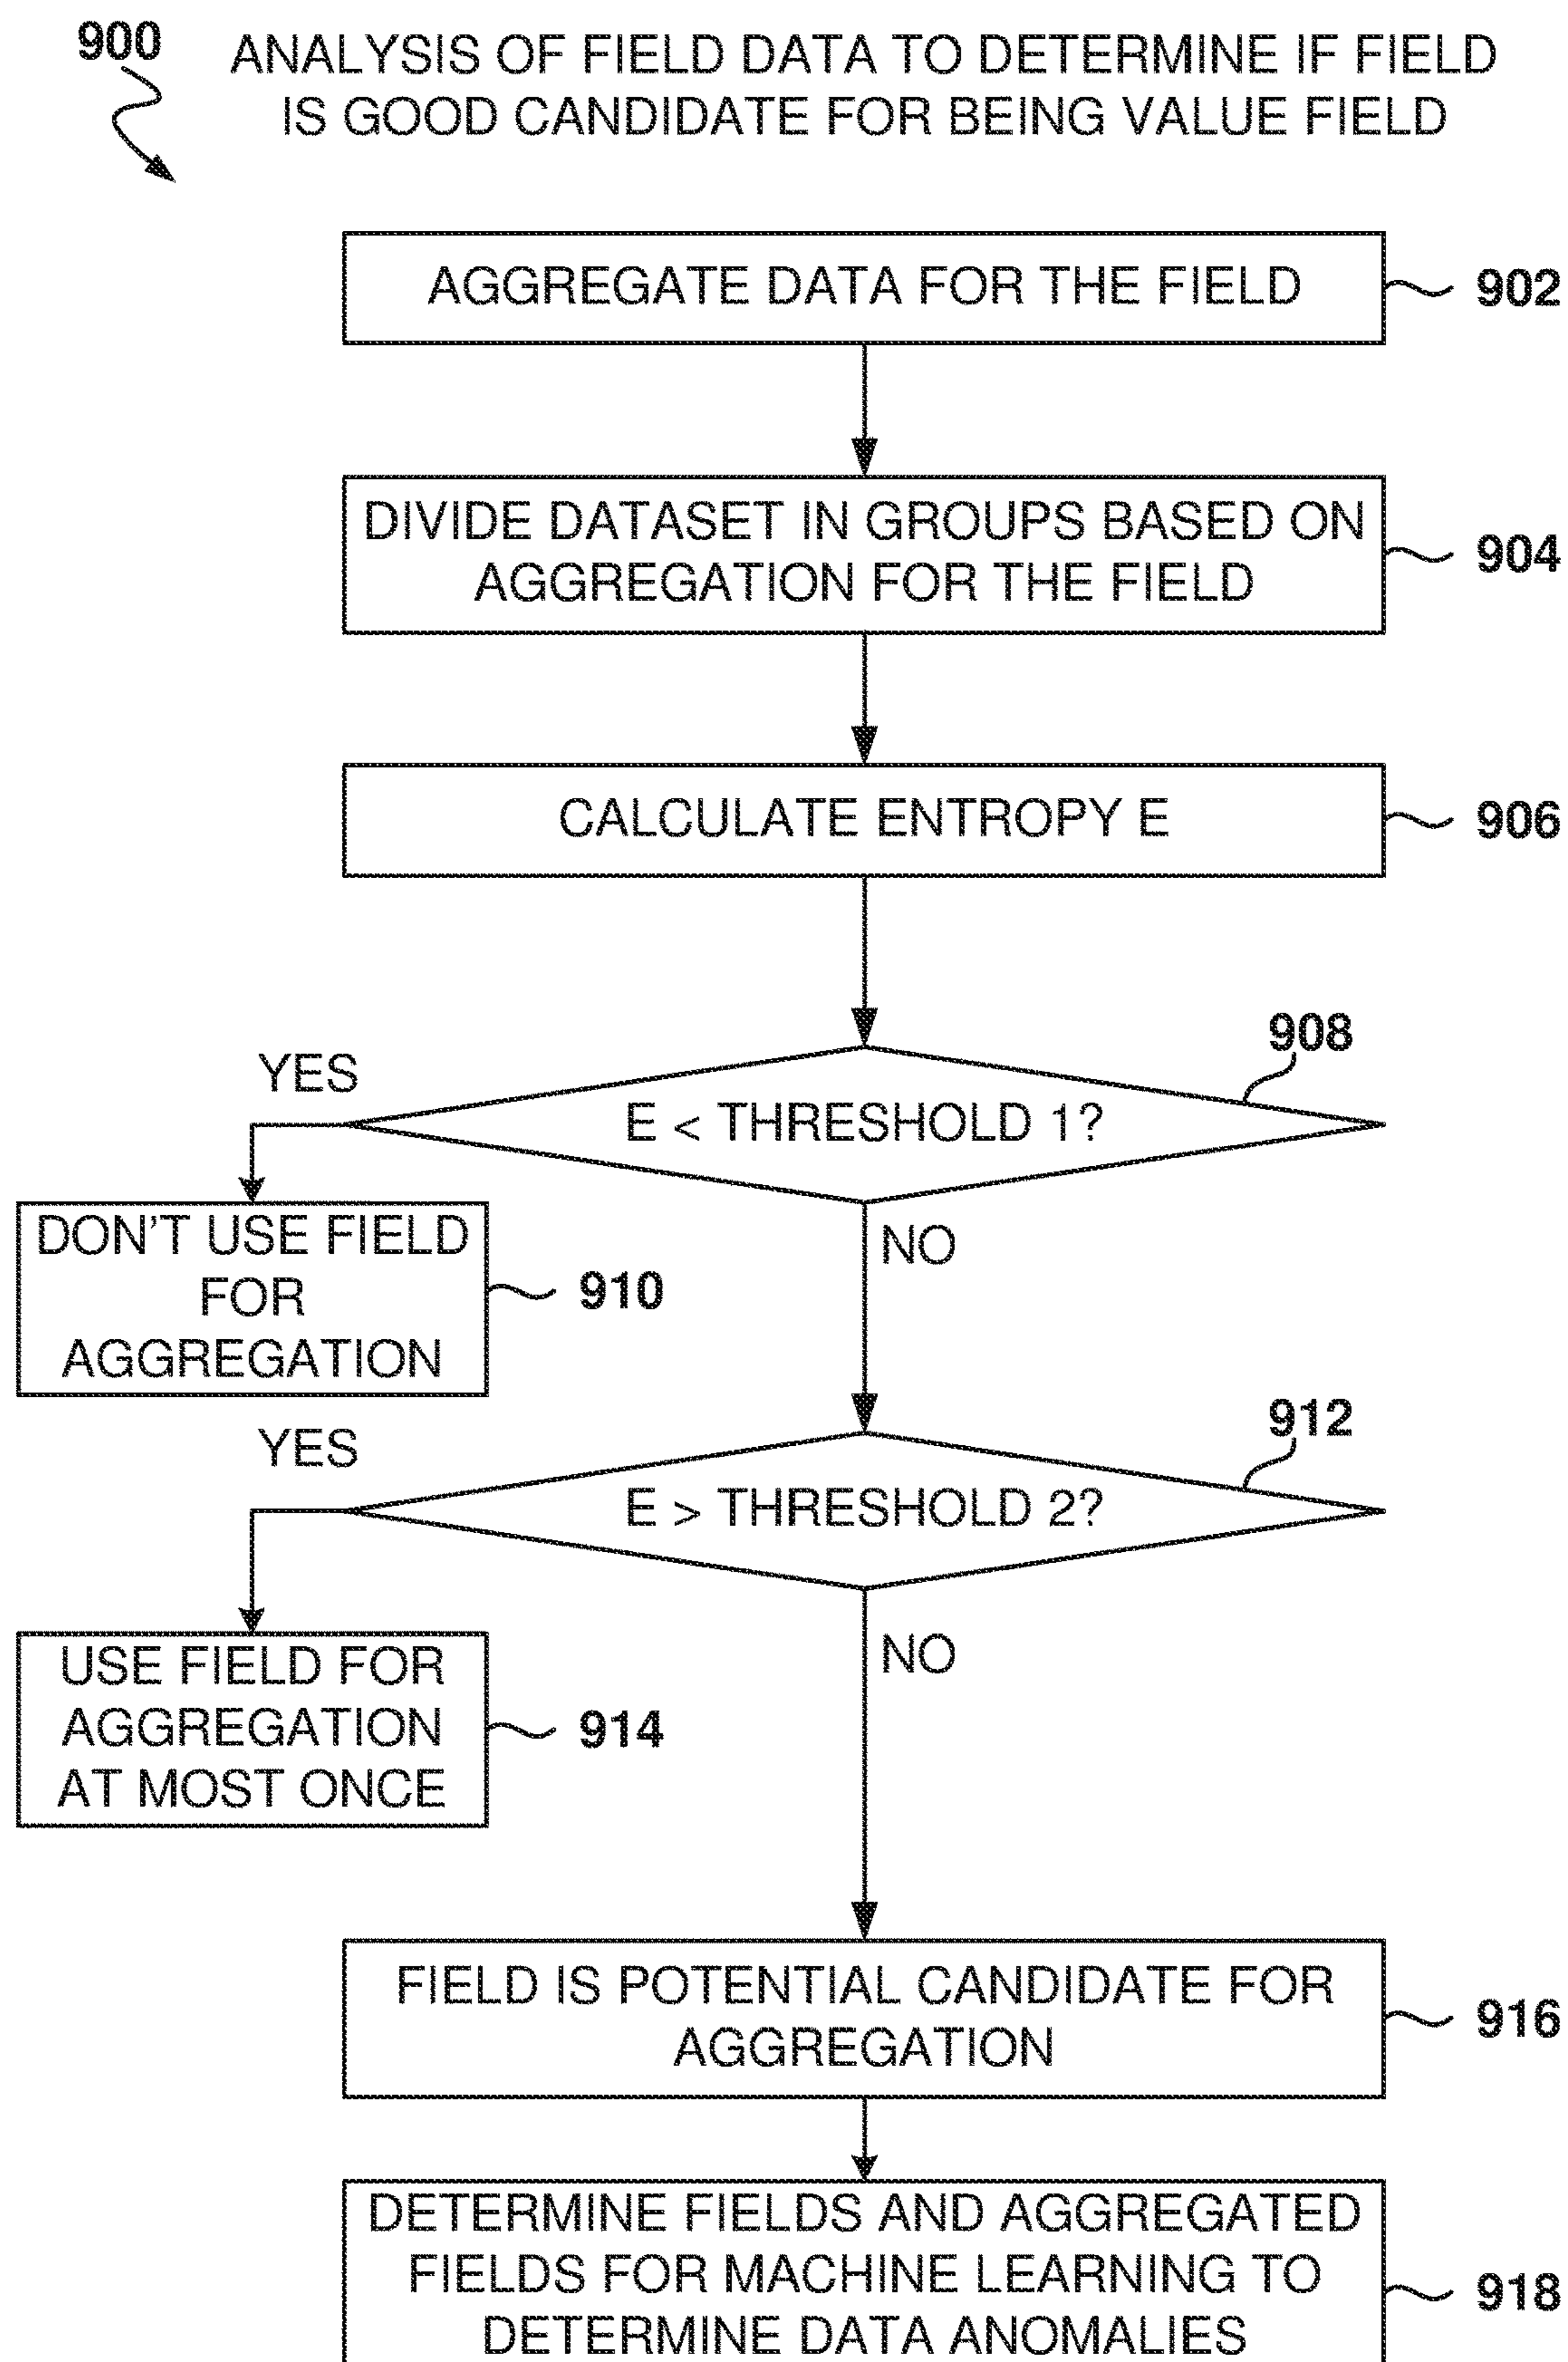 900
ANALYSIS OF FIELD DATA TO DETERMINE IF FIELD
IS GOOD CANDIDATE FOR BEING VALUE FIELD
AGGREGATE DATA FOR THE FIELD
902
DIVIDE DATASET IN GROUPS BASED ON
AGGREGATION FOR THE FIELD
904
CALCULATE ENTROPY E
906
908
YES
E < THRESHOLD 1?
DON'T USE FIELD
FOR
AGGREGATION
910
NO
912
YES
E > THRESHOLD 2?
USE FIELD FOR
AGGREGATION
AT MOST ONCE
914
NO
FIELD IS POTENTIAL CANDIDATE FOR
AGGREGATION
916
DETERMINE FIELDS AND AGGREGATED
FIELDS FOR MACHINE LEARNING TO
DETERMINE DATA ANOMALIES
918